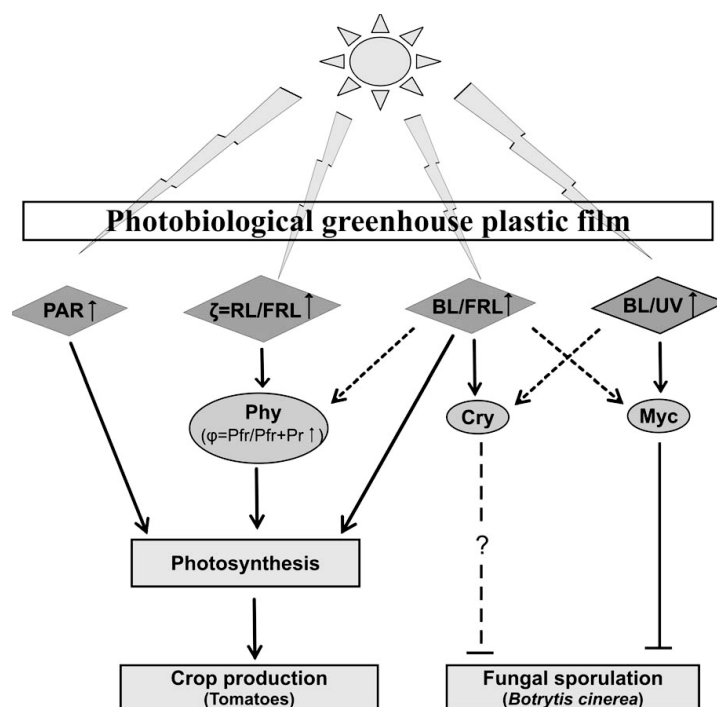 Photobiological greenhouse plastic film
PAR↑
ζ=RL/FRL↑
BL/FRL↑
BL/UV↑
Phy
(φ=Pfr/Pfr+Pr↑)
Cry
Myc
?
Photosynthesis
Crop production
(Tomatoes)
Fungal sporulation
(Botrytis cinerea)